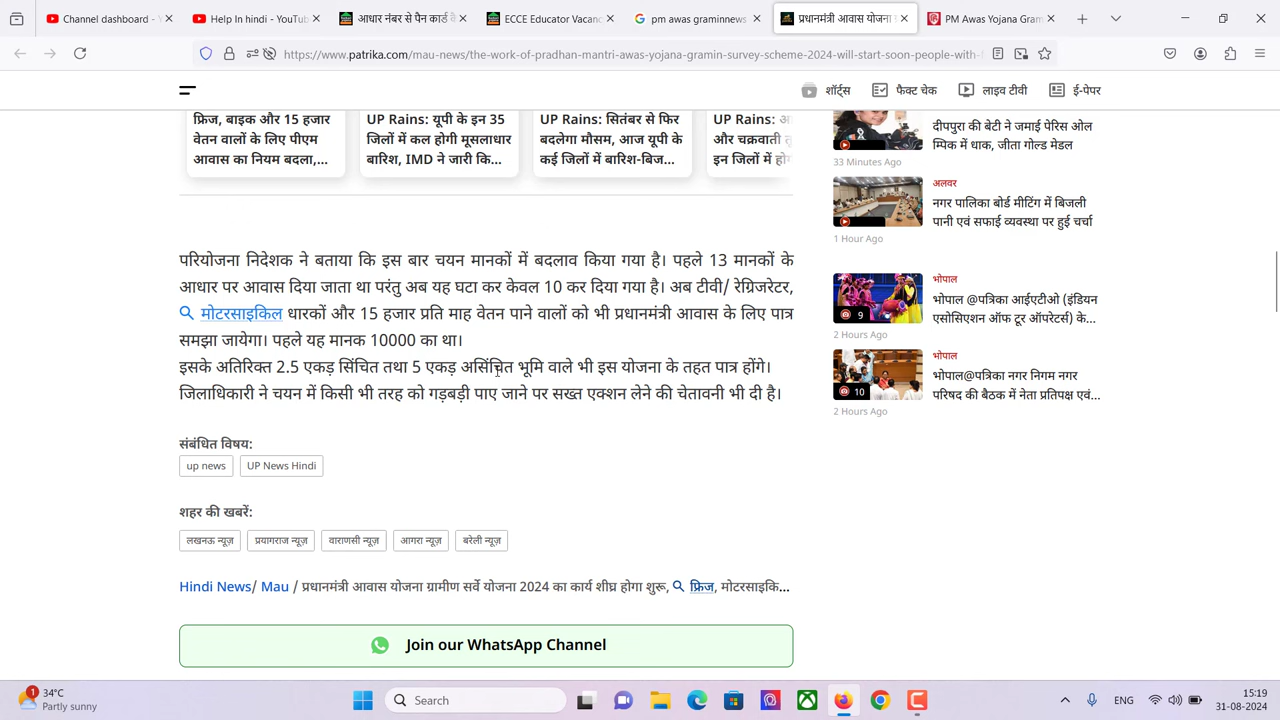 Channel dashboard -
Help In hindi - YouTub
आधार नंबर से पैन कार्ड
ECCE Educator Vacanc
pm awas graminnews
प्रधानमंत्री आवास योजना
PM Awas Yojana Gram
https://www.patrika.com/mau-news/the-work-of-pradhan-mantri-awas-yojana-gramin-survey-scheme-2024-will-start-soon-people-with-
शॉर्ट्स
फैक्ट चेक
लाइव टीवी
ई-पेपर
फ्रिज, बाइक और 15 हजार
वेतन वालों के लिए पीएम
आवास का नियम बदला,...
UP Rains: यूपी के इन 35
जिलों में कल होगी मूसलाधार
बारिश, IMD ने जारी कि...
UP Rains: सितंबर से फिर
बदलेगा मौसम, आज यूपी के
कई जिलों में बारिश-बिज...
UP Rains:
और चक्रवाती
इन जिलों में
परियोजना निदेशक ने बताया कि इस बार चयन मानकों में बदलाव किया गया है। पहले 13 मानकों के
आधार पर आवास दिया जाता था परंतु अब यह घटा कर केवल 10 कर दिया गया है। अब टीवी/ रेग्रिजरेटर,
मोटरसाइकिल धारकों और 15 हजार प्रति माह वेतन पाने वालों को भी प्रधानमंत्री आवास के लिए पात्र
समझा जायेगा। पहले यह मानक 10000 का था।
इसके अतिरिक्त 2.5 एकड़ सिंचित तथा 5 एकड़ असिंचित भूमि वाले भी इस योजना के तहत पात्र होंगे।
जिलाधिकारी ने चयन में किसी भी तरह को गड़बड़ी पाए जाने पर सख्त एक्शन लेने की चेतावनी भी दी है।
संबंधित विषय:
up news
UP News Hindi
शहर की खबरें:
लखनऊ न्यूज़
प्रयागराज न्यूज़
वाराणसी न्यूज़
आगरा न्यूज़
बरेली न्यूज़
Hindi News/ Mau / प्रधानमंत्री आवास योजना ग्रामीण सर्वे योजना 2024 का कार्य शीघ्र होगा शुरू, फ्रिज, मोटरसाइकि...
Join our WhatsApp Channel
दीपपुरा की बेटी ने जमाई पेरिस ओल
म्पिक में धाक, जीता गोल्ड मेडल
33 Minutes Ago
अलवर
नगर पालिका बोर्ड मीटिंग में बिजली
पानी एवं सफाई व्यवस्था पर हुई चर्चा
1 Hour Ago
भोपाल
भोपाल @पत्रिका आईएटीओ (इंडियन
एसोसिएशन ऑफ टूर ऑपरेटर्स) के...
9
2 Hours Ago
भोपाल
भोपाल@पत्रिका नगर निगम नगर
परिषद की बैठक में नेता प्रतिपक्ष एवं...
10
2 Hours Ago
1
34°C
Partly sunny
Search
ENG
15:19
31-08-2024